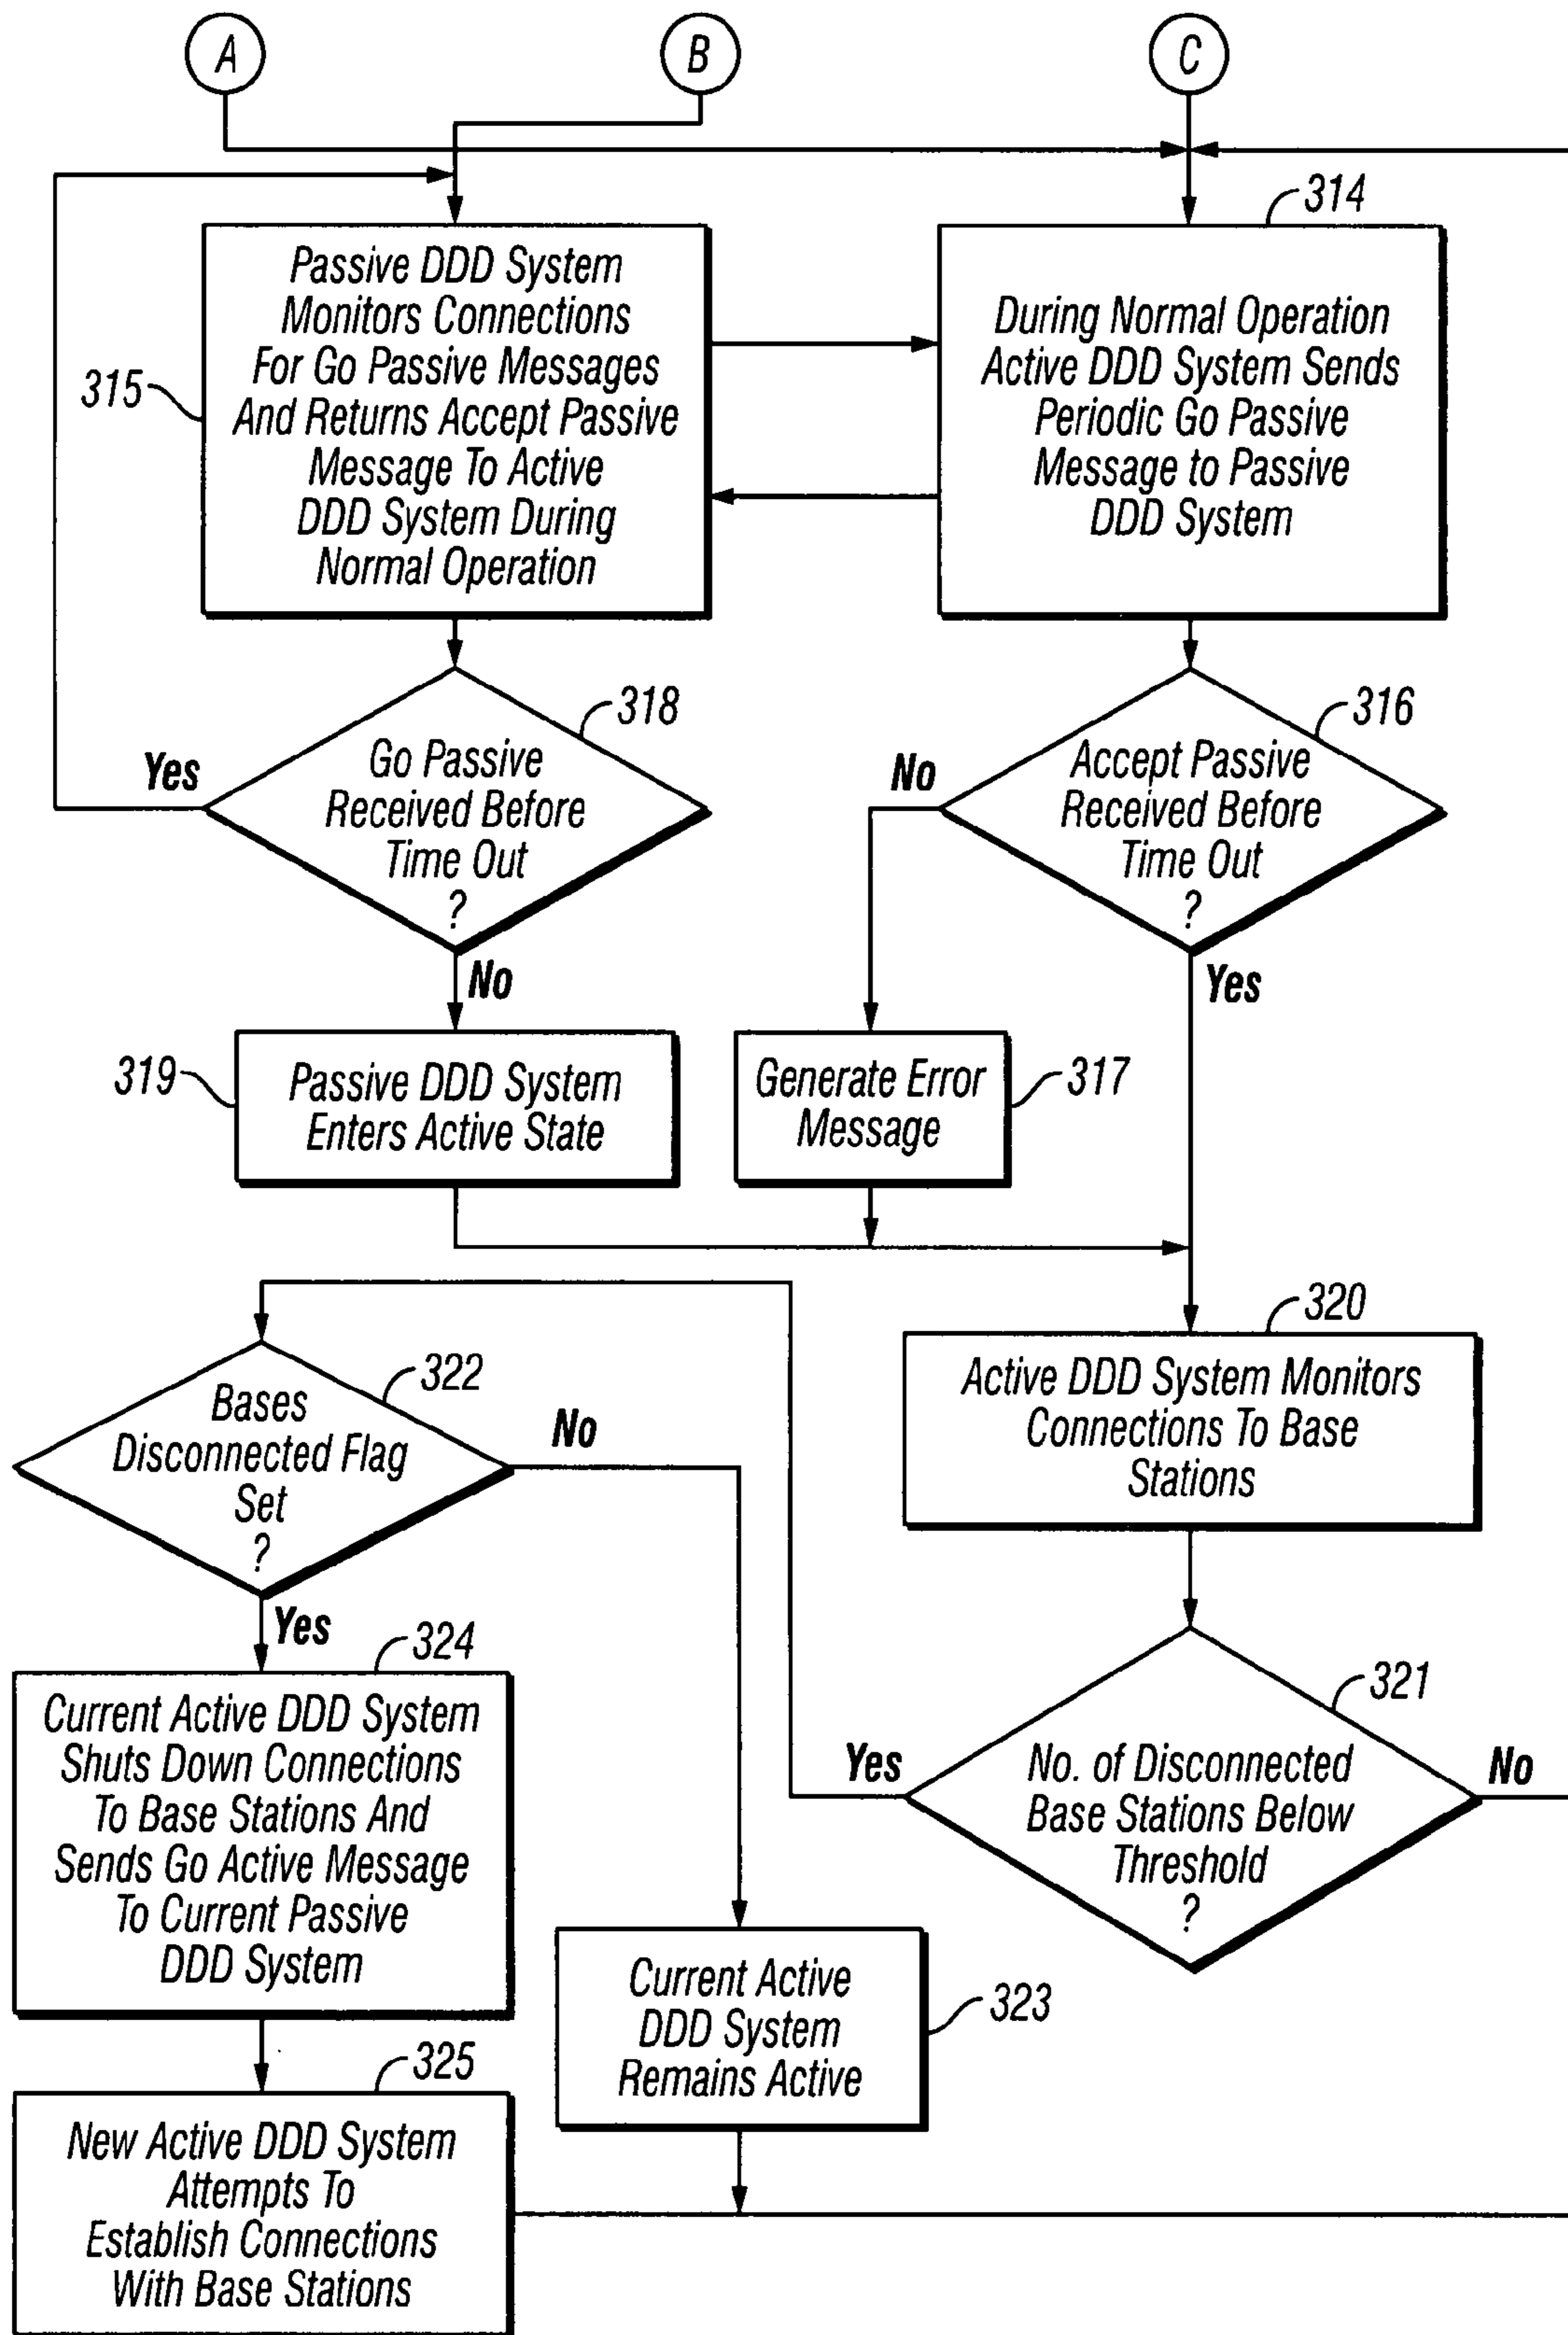 A
B
C
314
315
Passive DDD System
Monitors Connections
For Go Passive Messages
And Returns Accept Passive
Message To Active
DDD System During
Normal Operation
During Normal Operation
Active DDD System Sends
Periodic Go Passive
Message to Passive
DDD System
318
Yes
Go Passive
Received Before
Time Out
?
No
316
No
Accept Passive
Received Before
Time Out
?
Yes
319
Passive DDD System
Enters Active State
Generate Error
Message
317
320
Active DDD System Monitors
Connections To Base
Stations
322
Bases
Disconnected Flag
Set
?
No
Yes
321
Yes
No. of Disconnected
Base Stations Below
Threshold
?
No
324
Current Active DDD System
Shuts Down Connections
To Base Stations And
Sends Go Active Message
To Current Passive
DDD System
Current Active
DDD System
Remains Active
323
325
New Active DDD System
Attempts To
Establish Connections
With Base Stations